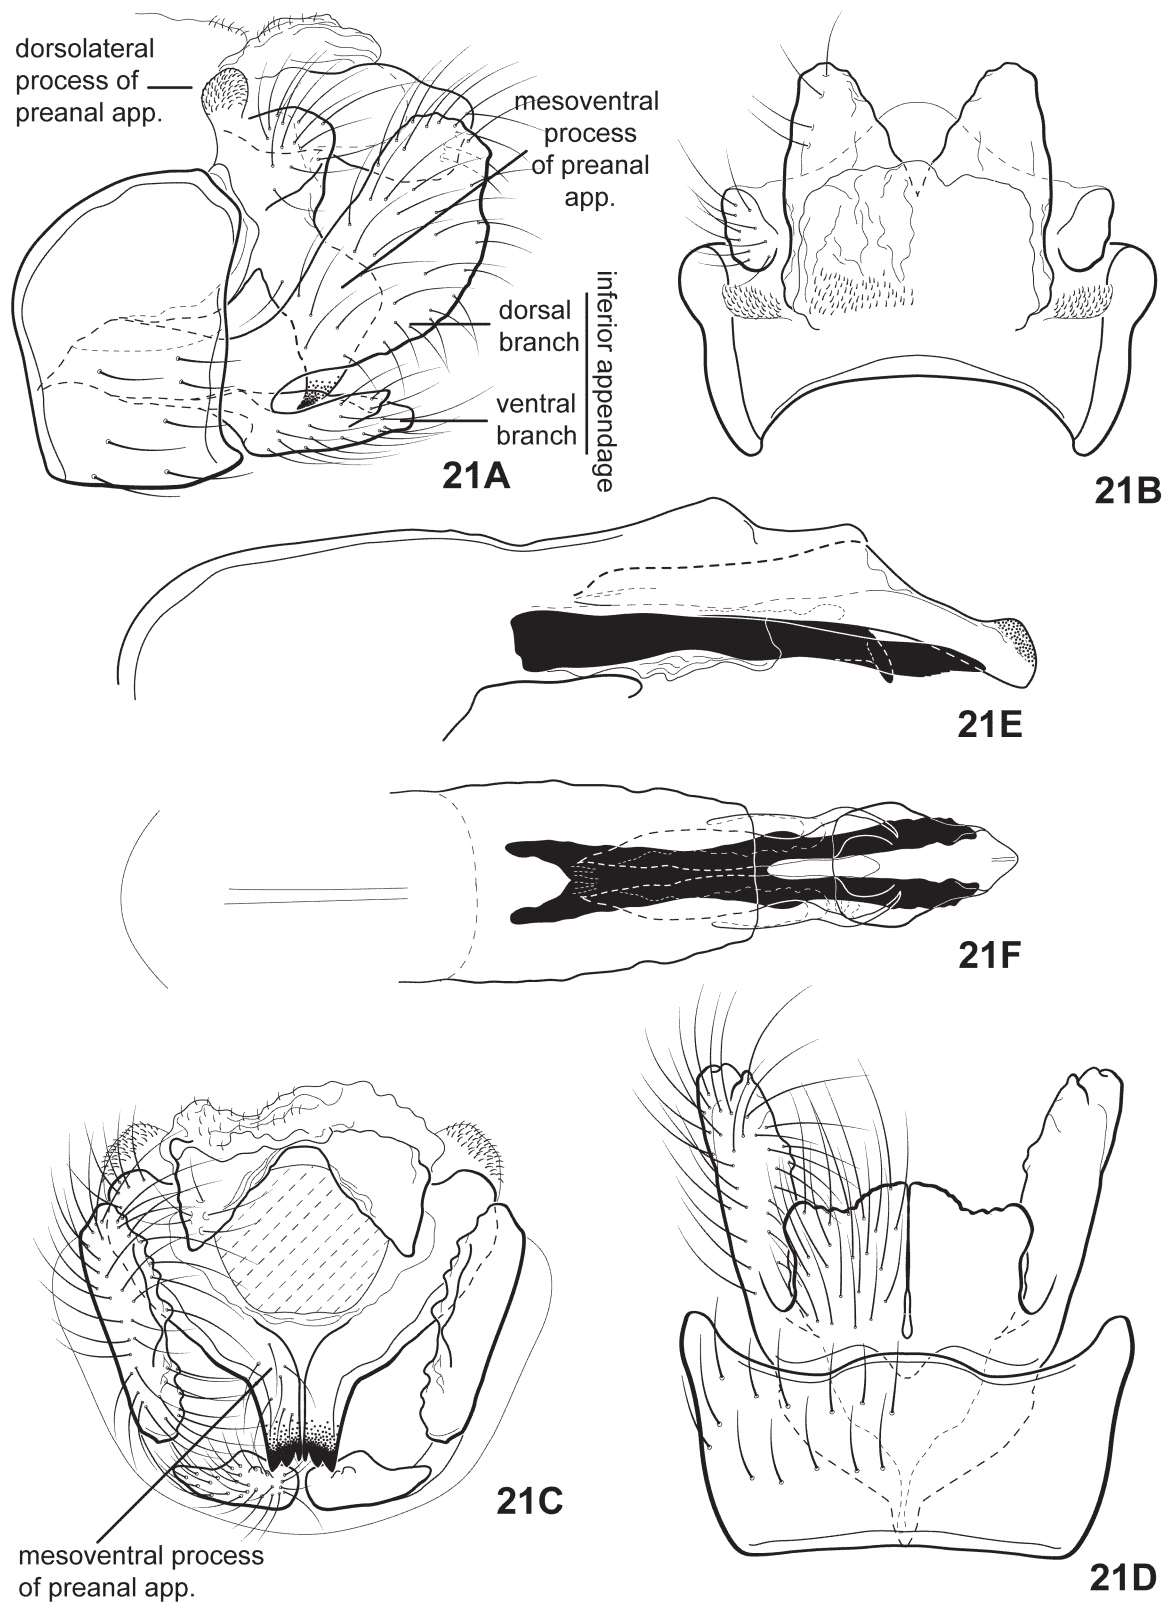 dorsolateral
process of
preanal app.
mesoventral
process
of preanal
app.
dorsal
branch
ventral
branch
inferior appendage
21A
21B
21E
21F
21C
mesoventral process
of preanal app.
21D